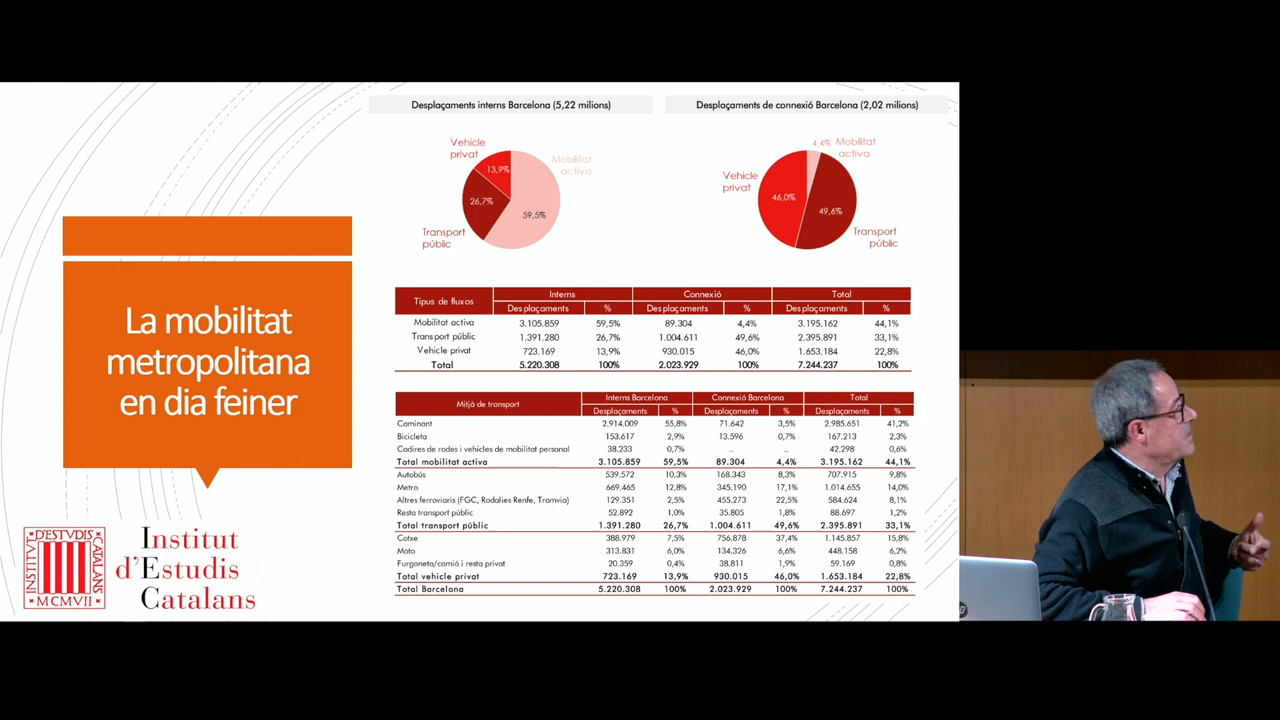 Desplaçaments interns Barcelona (5,22 milions)
Desplaçaments de connexió Barcelona (2,02 milions)
Vehicle
privat
13,9%
Mobilitat
activa
26,7%
59,5%
Transport
públic
4,4%
Mobilitat
activa
Vehicle
privat
46,0%
49,6%
Transport
públic
La mobilitat
metropolitana
en dia feiner
Tipus de fluxos Interns Connexió Total
Desplaçaments % Desplaçaments % Desplaçaments %
Mobilitat activa 3.105.859 59,5% 89.304 4,4% 3.195.162 44,1%
Transport públic 1.391.280 26,7% 1.004.611 49,6% 2.395.891 33,1%
Vehicle privat 723.169 13,9% 930.015 46,0% 1.653.184 22,8%
Total 5.220.308 100% 2.023.929 100% 7.244.237 100%
Mitjà de transport Interns Barcelona Connexió Barcelona Total
Desplaçaments % Desplaçaments % Desplaçaments %
Caminant 2.914.009 55,8% 71.642 3,5% 2.985.651 41,2%
Bicicleta 153.617 2,9% 13.596 0,7% 167.213 2,3%
Cadires de rodes i vehicles de mobilitat personal 38.233 0,7% .. .. 42.298 0,6%
Total mobilitat activa 3.105.859 59,5% 89.304 4,4% 3.195.162 44,1%
Autobús 539.572 10,3% 168.343 8,3% 707.915 9,8%
Metro 669.465 12,8% 345.190 17,1% 1.014.655 14,0%
Altres ferroviaris (FGC, Rodalies Renfe, Tramvia) 129.351 2,5% 455.273 22,5% 584.624 8,1%
Resta transport públic 52.892 1,0% 35.805 1,8% 88.697 1,2%
Total transport públic 1.391.280 26,7% 1.004.611 49,6% 2.395.891 33,1%
Cotxe 388.979 7,5% 756.878 37,4% 1.145.857 15,8%
Moto 313.831 6,0% 134.326 6,6% 448.158 6,2%
Furgoneta/camió i resta privat 20.359 0,4% 38.811 1,9% 59.169 0,8%
Total vehicle privat 723.169 13,9% 930.015 46,0% 1.653.184 22,8%
Total Barcelona 5.220.308 100% 2.023.929 100% 7.244.237 100%
INSTITVT
D'ESTVDIS
CATALANS
MCMVII
Institut
d'Estudis
Catalans